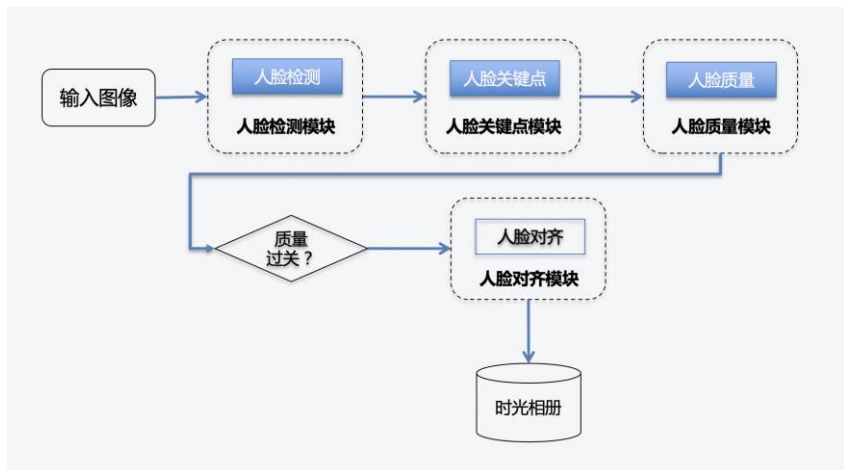 输入图像
人脸检测
人脸检测模块
人脸关键点
人脸关键点模块
人脸质量
人脸质量模块
质量
过关？
人脸对齐
人脸对齐模块
时光相册